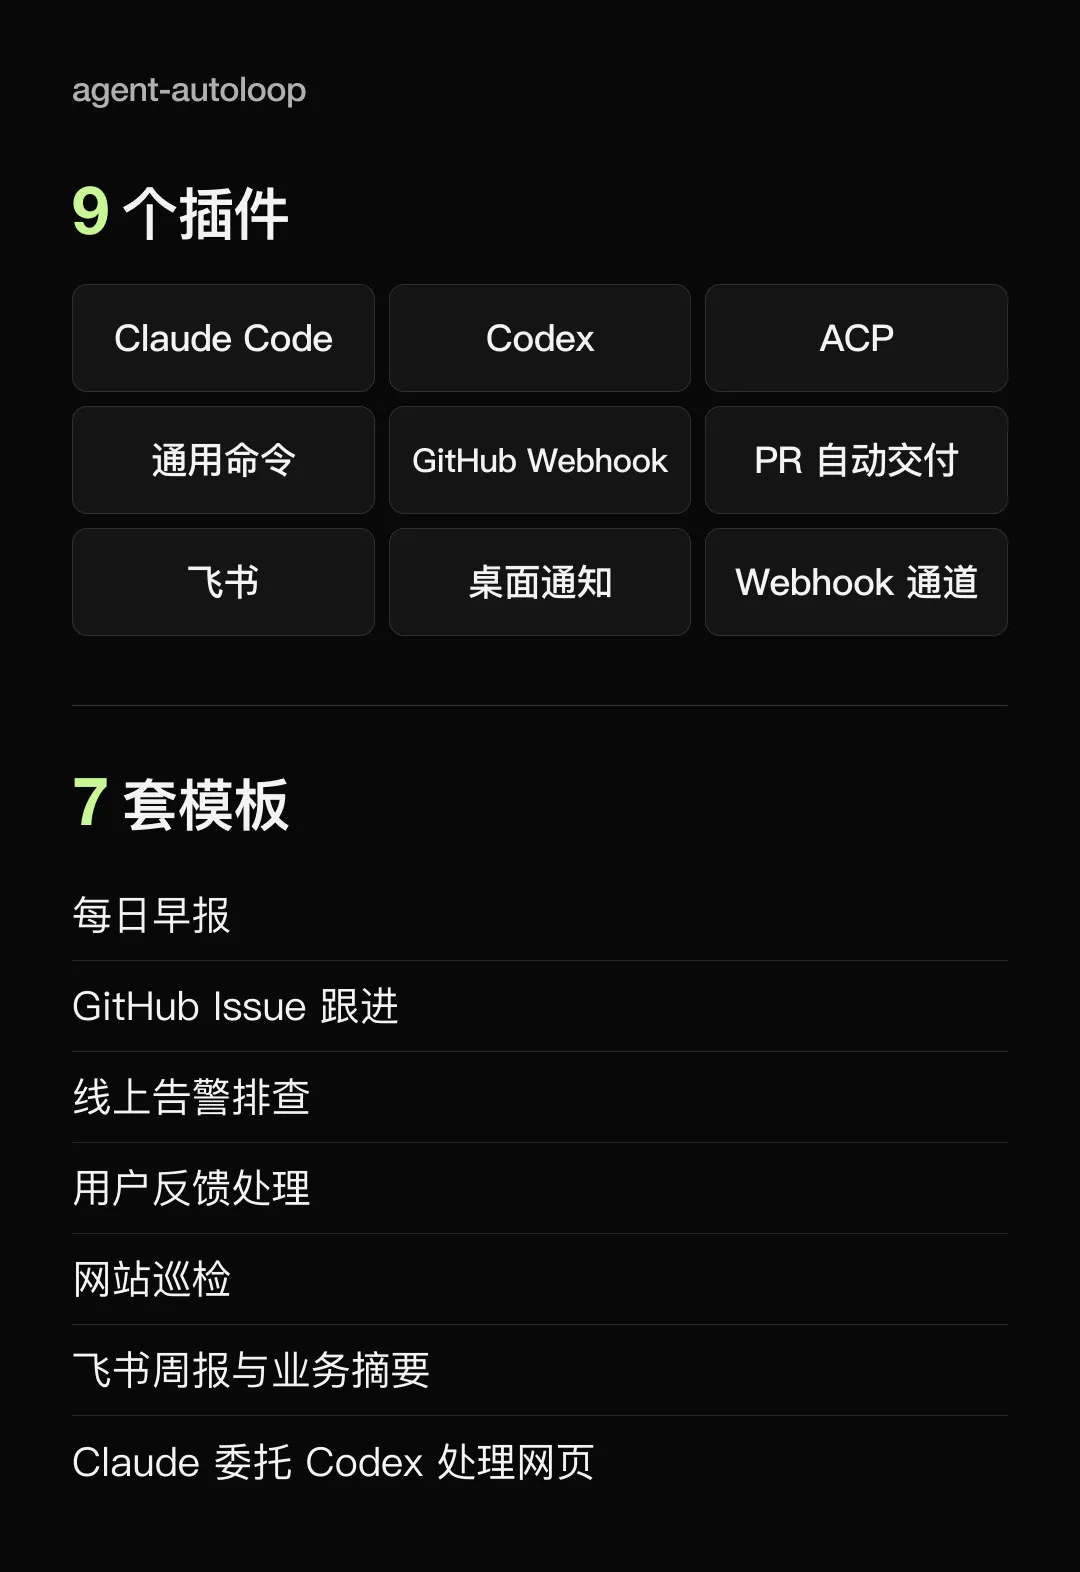 agent-autoloop
9 个插件
Claude Code
Codex
ACP
通用命令
GitHub Webhook
PR 自动交付
飞书
桌面通知
Webhook 通道
7 套模板
每日早报
GitHub Issue 跟进
线上告警排查
用户反馈处理
网站巡检
飞书周报与业务摘要
Claude 委托 Codex 处理网页